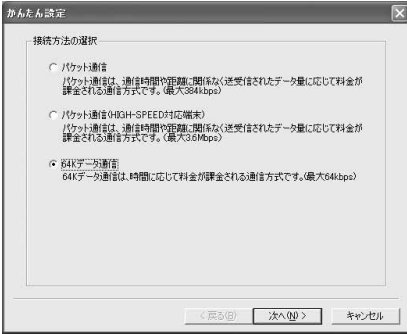 かんたん設定
接続方法の選択
パケット通信
パケット通信は、通信時間や距離に関係なく送受信されたデータ量に応じて料金が
課金される通信方式です。(最大384kbps)
パケット通信(HIGH-SPEED対応端末)
パケット通信は、通信時間や距離に関係なく送受信されたデータ量に応じて料金が
課金される通信方式です。(最大3.6Mbps)
64Kデータ通信
64Kデータ通信は、時間に応じて料金が課金される通信方式です。(最大64kbps)
< 戻る(B) 次へ(N) > キャンセル